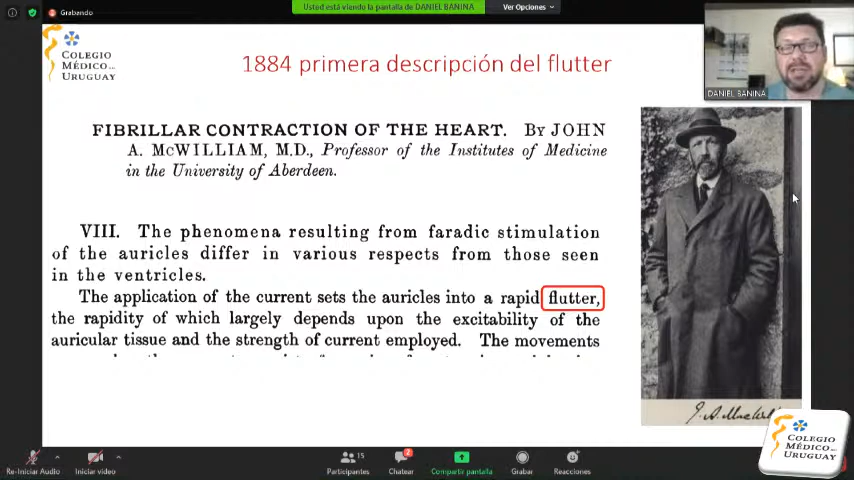 Grabando
Usted está viendo la pantalla de DANIEL BANINA
Ver Opciones
COLEGIO
MÉDICO DEL
URUGUAY
1884 primera descripción del flutter
DANIEL BANINA
FIBRILLAR CONTRACTION OF THE HEART. By JOHN
A. McWILLIAM, M.D., Professor of the Institutes of Medicine
in the University of Aberdeen.
VIII. The phenomena resulting from faradic stimulation
of the auricles differ in various respects from those seen
in the ventricles.
The application of the current sets the auricles into a rapid flutter,
the rapidity of which largely depends upon the excitability of the
auricular tissue and the strength of current employed. The movements
COLEGIO
MÉDICO DEL
URUGUAY
Re-Iniciar Audio
Iniciar video
15
Participantes
2
Chatear
Compartir pantalla
Grabar
Reacciones